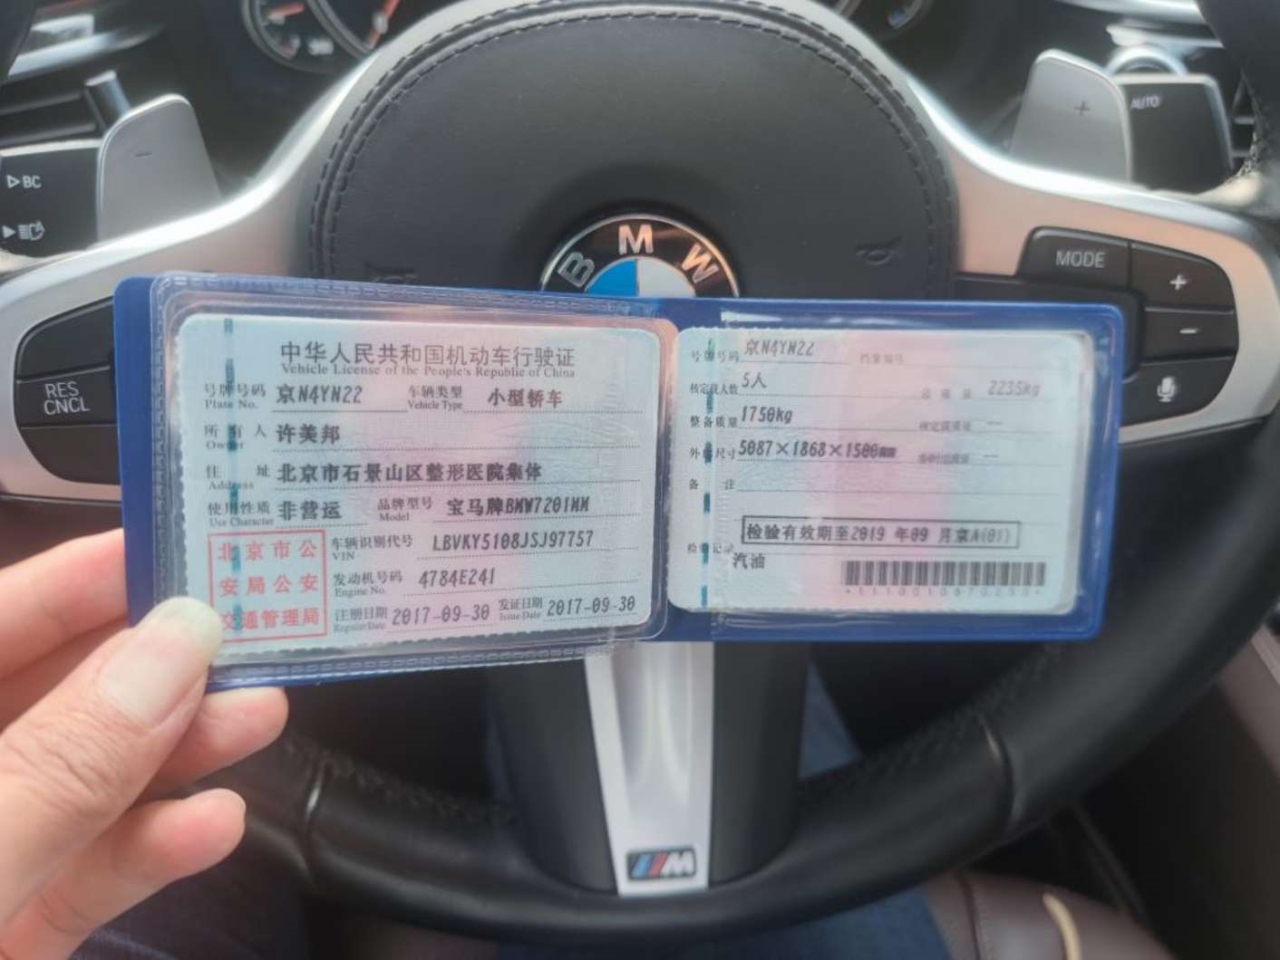 BMW
▷BC
RES
CNCL
−
+
AUTO
MODE
+
−
中华人民共和国机动车行驶证
Vehicle License of the People's Republic of China
号牌号码 京N4YN22 车辆类型 小型轿车
Plate No. Vehicle Type
所有人 许美邦
Owner
住址 北京市石景山区整形医院集体
Address
使用性质 非营运 品牌型号 宝马牌BMW7201MM
Use Character Model
北京市公
安局公安
交通管理局
车辆识别代号 LBVKY5108JSJ97757
VIN
发动机号码 4784E241
Engine No.
注册日期 2017-09-30 发证日期 2017-09-30
Register Date Issue Date
号牌号码 京N4YN22 档案编号
核定载人数 5人 总质量 2235kg
整备质量 1750kg 核定载质量 —
外廓尺寸 5087×1868×1500mm —
备注
检验有效期至2019 年09 月京A(01)
检验记录
汽油
M